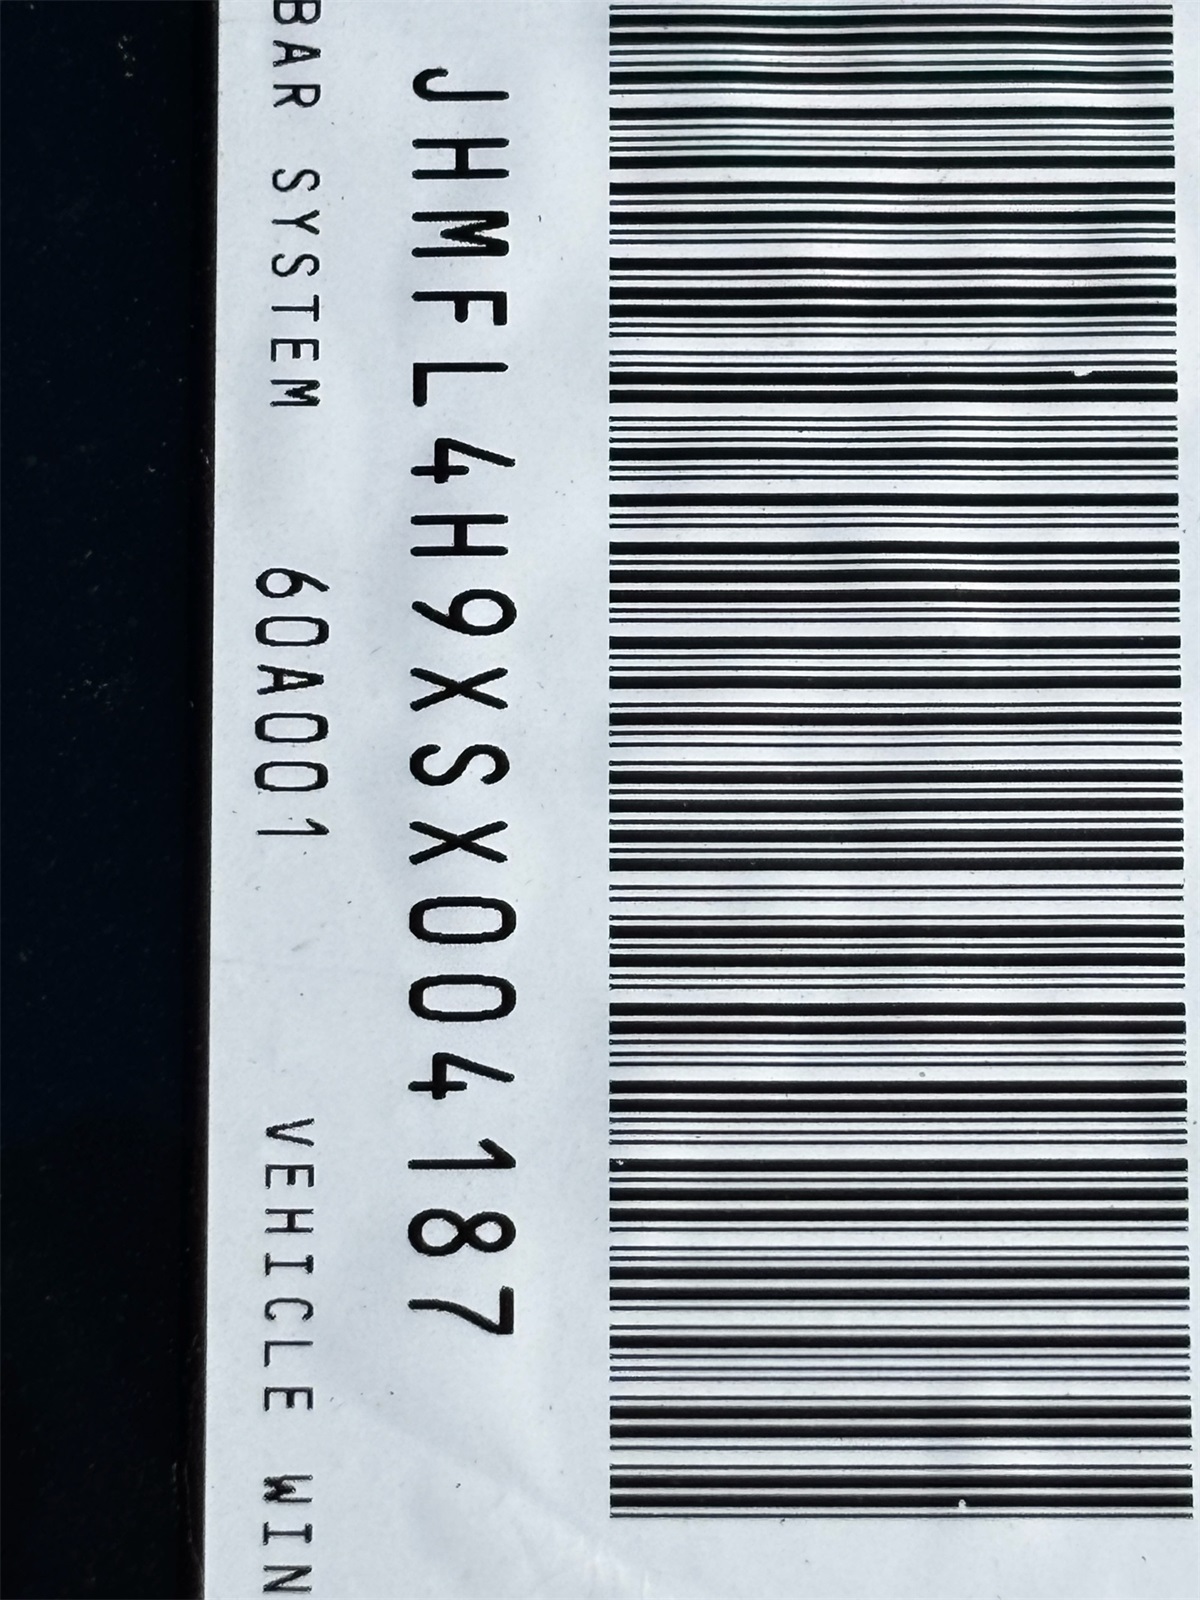 JHMFL4H9XSX004187
BAR SYSTEM 60A001 VEHICLE WIN